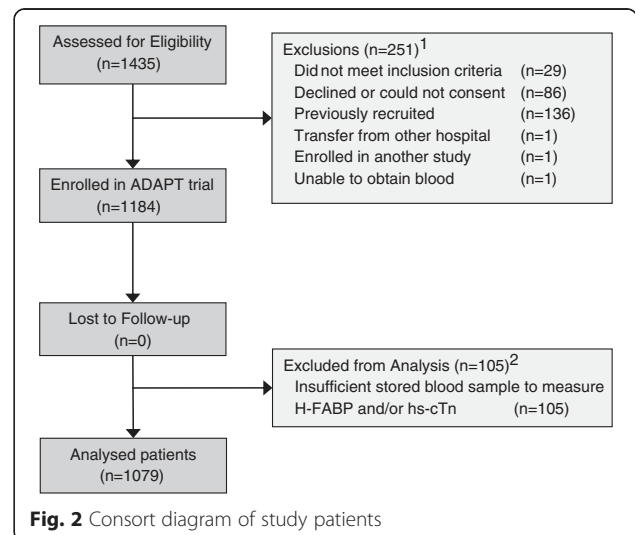 Assessed for Eligibility
(n=1435)
Exclusions (n=251)1
Did not meet inclusion criteria (n=29)
Declined or could not consent (n=86)
Previously recruited (n=136)
Transfer from other hospital (n=1)
Enrolled in another study (n=1)
Unable to obtain blood (n=1)
Enrolled in ADAPT trial
(n=1184)
Lost to Follow-up
(n=0)
Excluded from Analysis (n=105)2
Insufficient stored blood sample to measure
H-FABP and/or hs-cTn (n=105)
Analysed patients
(n=1079)
Fig. 2 Consort diagram of study patients